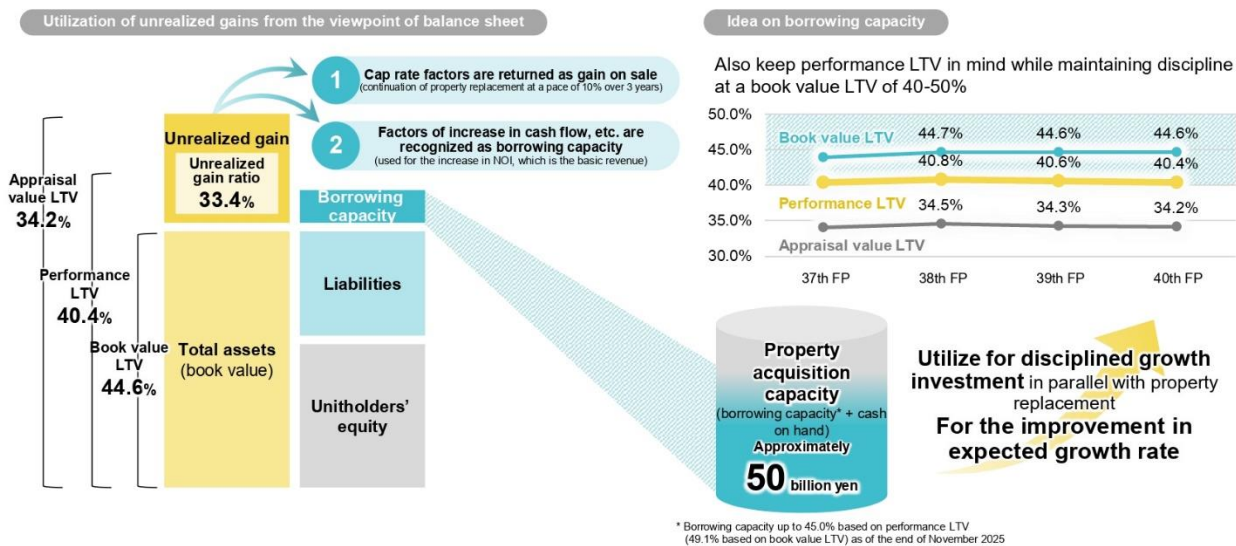 Utilization of unrealized gains from the viewpoint of balance sheet
1
Cap rate factors are returned as gain on sale
(continuation of property replacement at a pace of 10% over 3 years)
2
Factors of increase in cash flow, etc. are
recognized as borrowing capacity
(used for the increase in NOI, which is the basic revenue)
Unrealized gain
Unrealized
gain ratio
33.4%
Borrowing
capacity
Appraisal
value LTV
34.2%
Performance
LTV
40.4%
Book value
LTV
44.6%
Total assets
(book value)
Liabilities
Unitholders'
equity
Idea on borrowing capacity
Also keep performance LTV in mind while maintaining discipline
at a book value LTV of 40-50%
50.0%
45.0%
40.0%
35.0%
30.0%
Book value LTV
44.7%
44.6%
44.6%
40.8%
40.6%
40.4%
Performance LTV
34.5%
34.3%
34.2%
Appraisal value LTV
37th FP
38th FP
39th FP
40th FP
Property
acquisition
capacity
(borrowing capacity* + cash
on hand)
Approximately
50 billion yen
Utilize for disciplined growth
investment in parallel with property
replacement
For the improvement in
expected growth rate
* Borrowing capacity up to 45.0% based on performance LTV
(49.1% based on book value LTV) as of the end of November 2025